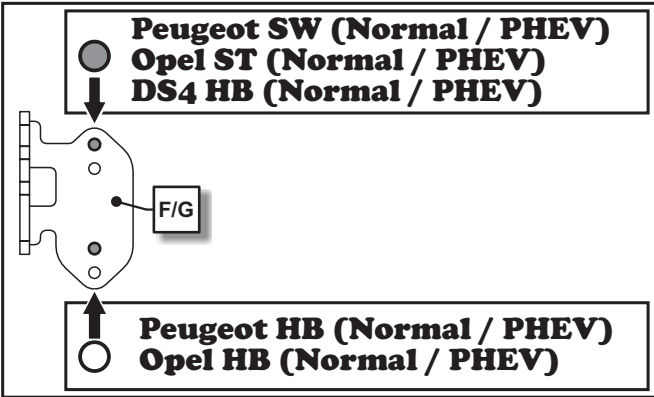 Peugeot SW (Normal / PHEV)
Opel ST (Normal / PHEV)
DS4 HB (Normal / PHEV)
F/G
Peugeot HB (Normal / PHEV)
Opel HB (Normal / PHEV)